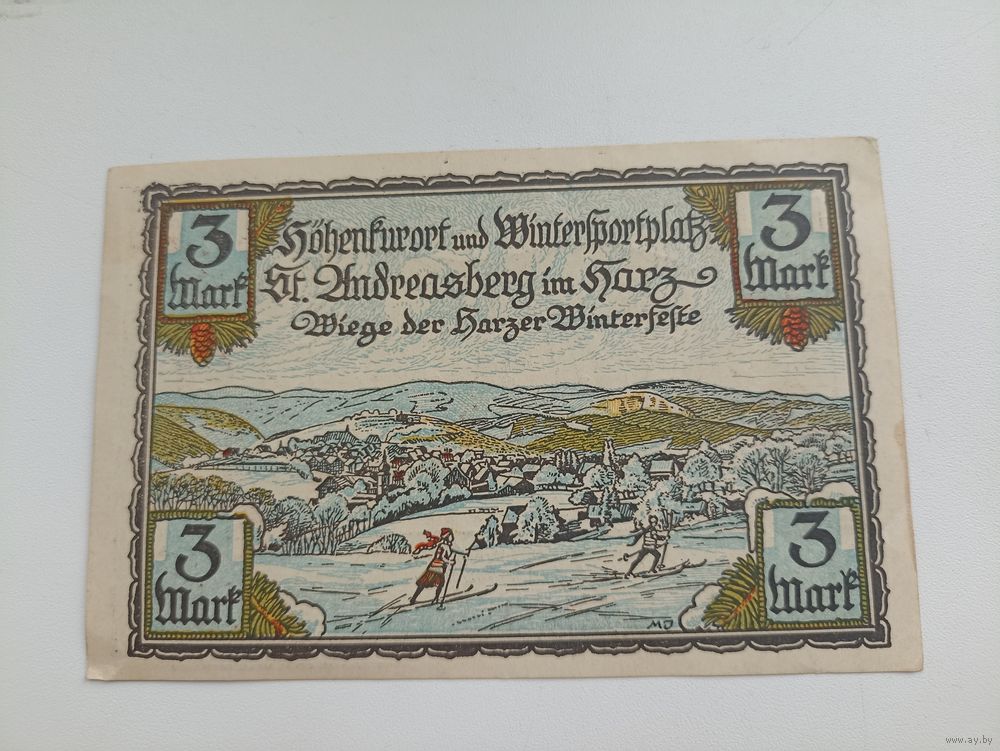 3 Mark
3 Mark
Höhenkurort und Wintersportplatz
St. Andreasberg im Harz
Wiege der Harzer Winterfeste
3 Mark
3 Mark
MJ
www.ay.by